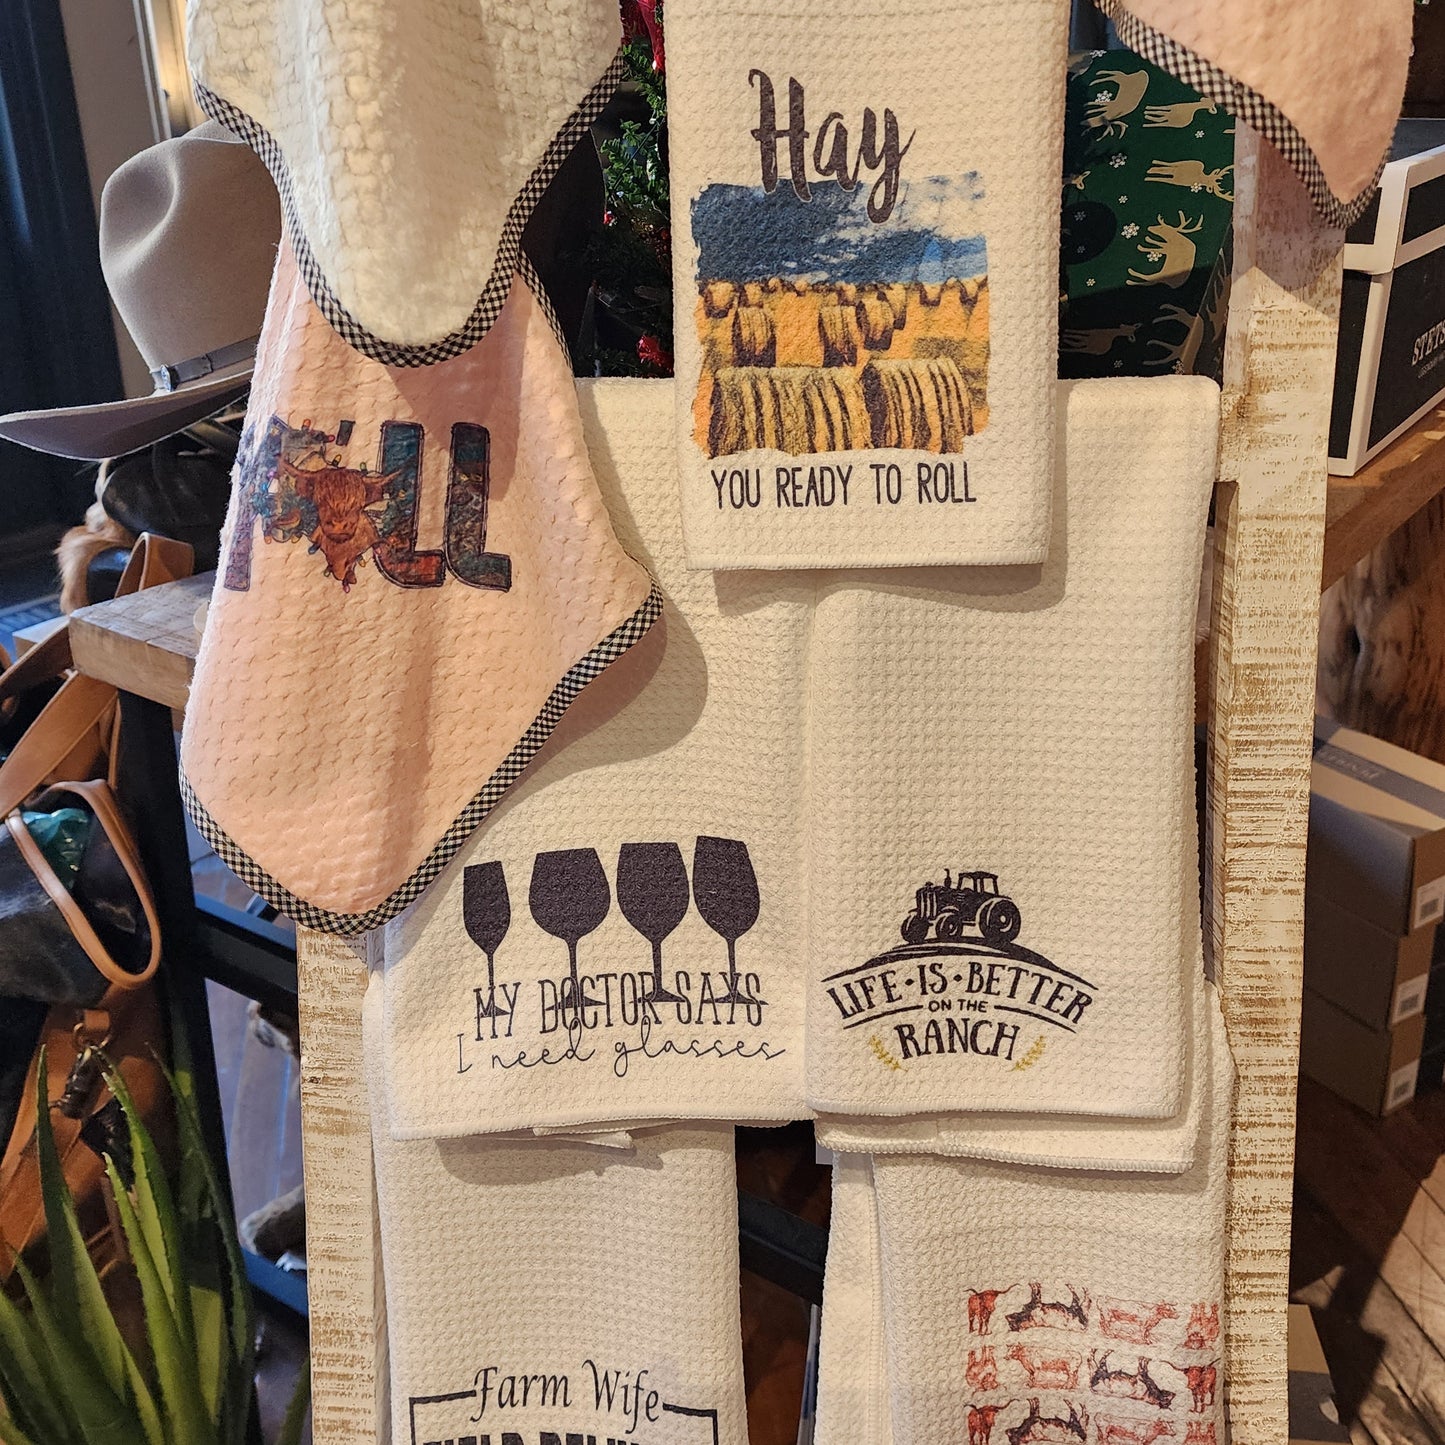 Hay
YOU READY TO ROLL
MY DOCTOR SAYS
I need glasses
LIFE·IS·BETTER
ON THE
RANCH
Farm Wife